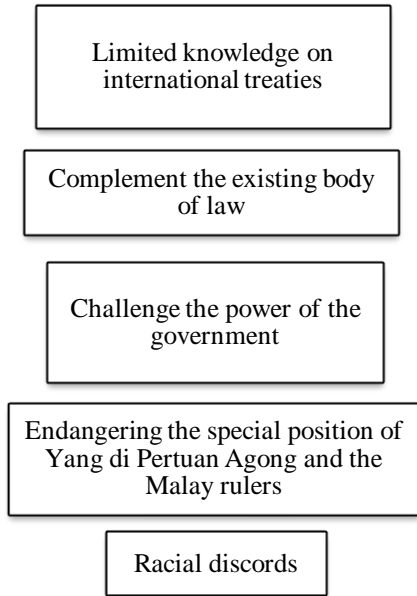 Limited knowledge on
international treaties
Complement the existing body
of law
Challenge the power of the
government
Endangering the special position of
Yang di Pertuan Agong and the
Malay rulers
Racial discords